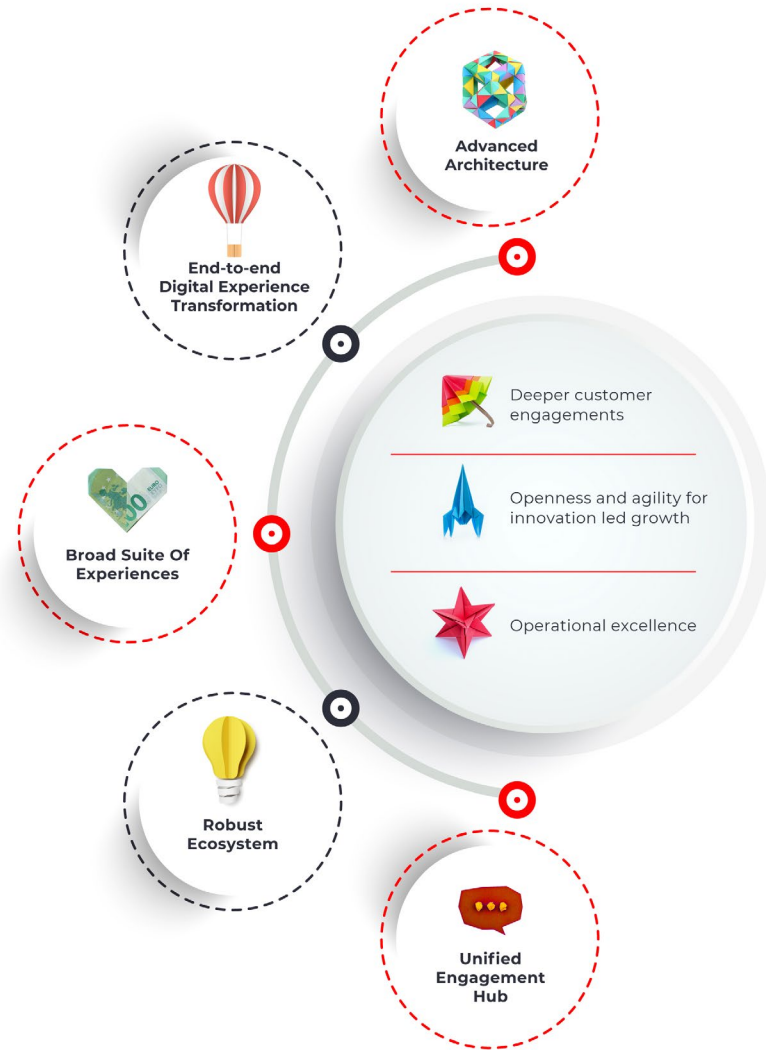 Advanced
Architecture
End-to-end
Digital Experience
Transformation
Deeper customer
engagements
Openness and agility for
innovation led growth
Broad Suite Of
Experiences
Operational excellence
Robust
Ecosystem
Unified
Engagement
Hub